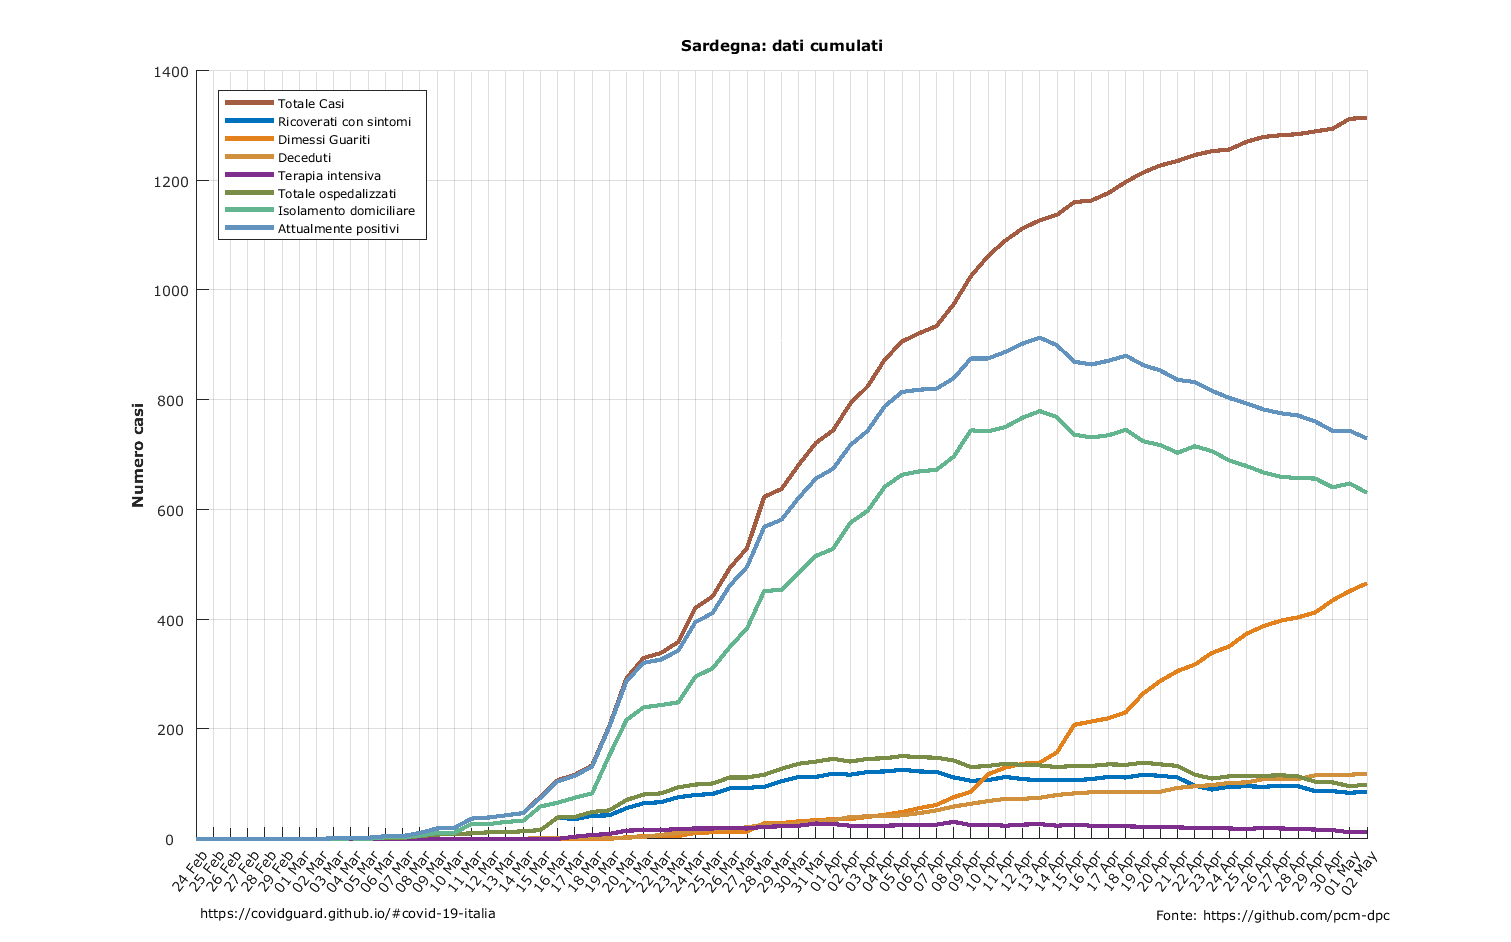 Sardegna: dati cumulati
1400
1200
1000
800
600
400
200
0
Numero casi
Totale Casi
Ricoverati con sintomi
Dimessi Guariti
Deceduti
Terapia intensiva
Totale ospedalizzati
Isolamento domiciliare
Attualmente positivi
24 Feb
25 Feb
26 Feb
27 Feb
28 Feb
29 Feb
01 Mar
02 Mar
03 Mar
04 Mar
05 Mar
06 Mar
07 Mar
08 Mar
09 Mar
10 Mar
11 Mar
12 Mar
13 Mar
14 Mar
15 Mar
16 Mar
17 Mar
18 Mar
19 Mar
20 Mar
21 Mar
22 Mar
23 Mar
24 Mar
25 Mar
26 Mar
27 Mar
28 Mar
29 Mar
30 Mar
31 Mar
01 Apr
02 Apr
03 Apr
04 Apr
05 Apr
06 Apr
07 Apr
08 Apr
09 Apr
10 Apr
11 Apr
12 Apr
13 Apr
14 Apr
15 Apr
16 Apr
17 Apr
18 Apr
19 Apr
20 Apr
21 Apr
22 Apr
23 Apr
24 Apr
25 Apr
26 Apr
27 Apr
28 Apr
29 Apr
30 Apr
01 May
02 May
https://covidguard.github.io/#covid-19-italia
Fonte: https://github.com/pcm-dpc